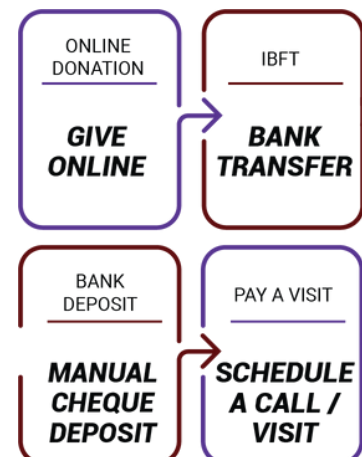 ONLINE
DONATION
GIVE
ONLINE
IBFT
BANK
TRANSFER
BANK
DEPOSIT
MANUAL
CHEQUE
DEPOSIT
PAY A VISIT
SCHEDULE
A CALL /
VISIT